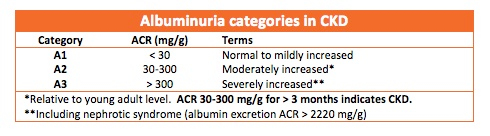 Albuminuria categories in CKD
Category ACR (mg/g) Terms
A1 < 30 Normal to mildly increased
A2 30-300 Moderately increased*
A3 > 300 Severely increased**
*Relative to young adult level. ACR 30-300 mg/g for > 3 months indicates CKD.
**Including nephrotic syndrome (albumin excretion ACR > 2220 mg/g)